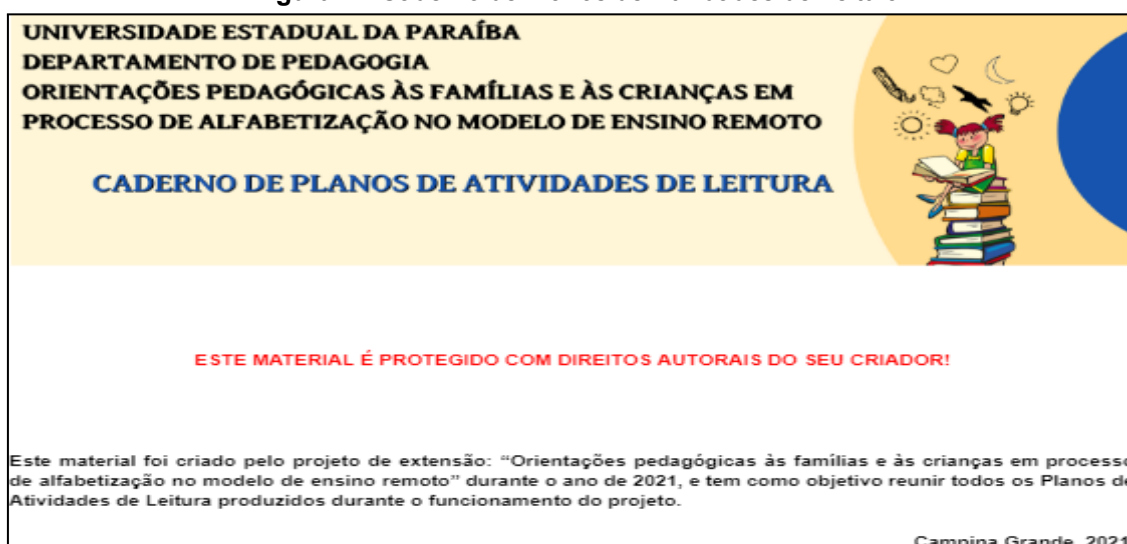 UNIVERSIDADE ESTADUAL DA PARAÍBA
DEPARTAMENTO DE PEDAGOGIA
ORIENTAÇÕES PEDAGÓGICAS ÀS FAMÍLIAS E ÀS CRIANÇAS EM
PROCESSO DE ALFABETIZAÇÃO NO MODELO DE ENSINO REMOTO
CADERNO DE PLANOS DE ATIVIDADES DE LEITURA
ESTE MATERIAL É PROTEGIDO COM DIREITOS AUTORAIS DO SEU CRIADOR!
Este material foi criado pelo projeto de extensão: “Orientações pedagógicas às famílias e às crianças em processo
de alfabetização no modelo de ensino remoto” durante o ano de 2021, e tem como objetivo reunir todos os Planos de
Atividades de Leitura produzidos durante o funcionamento do projeto.
Campina Grande, 2021